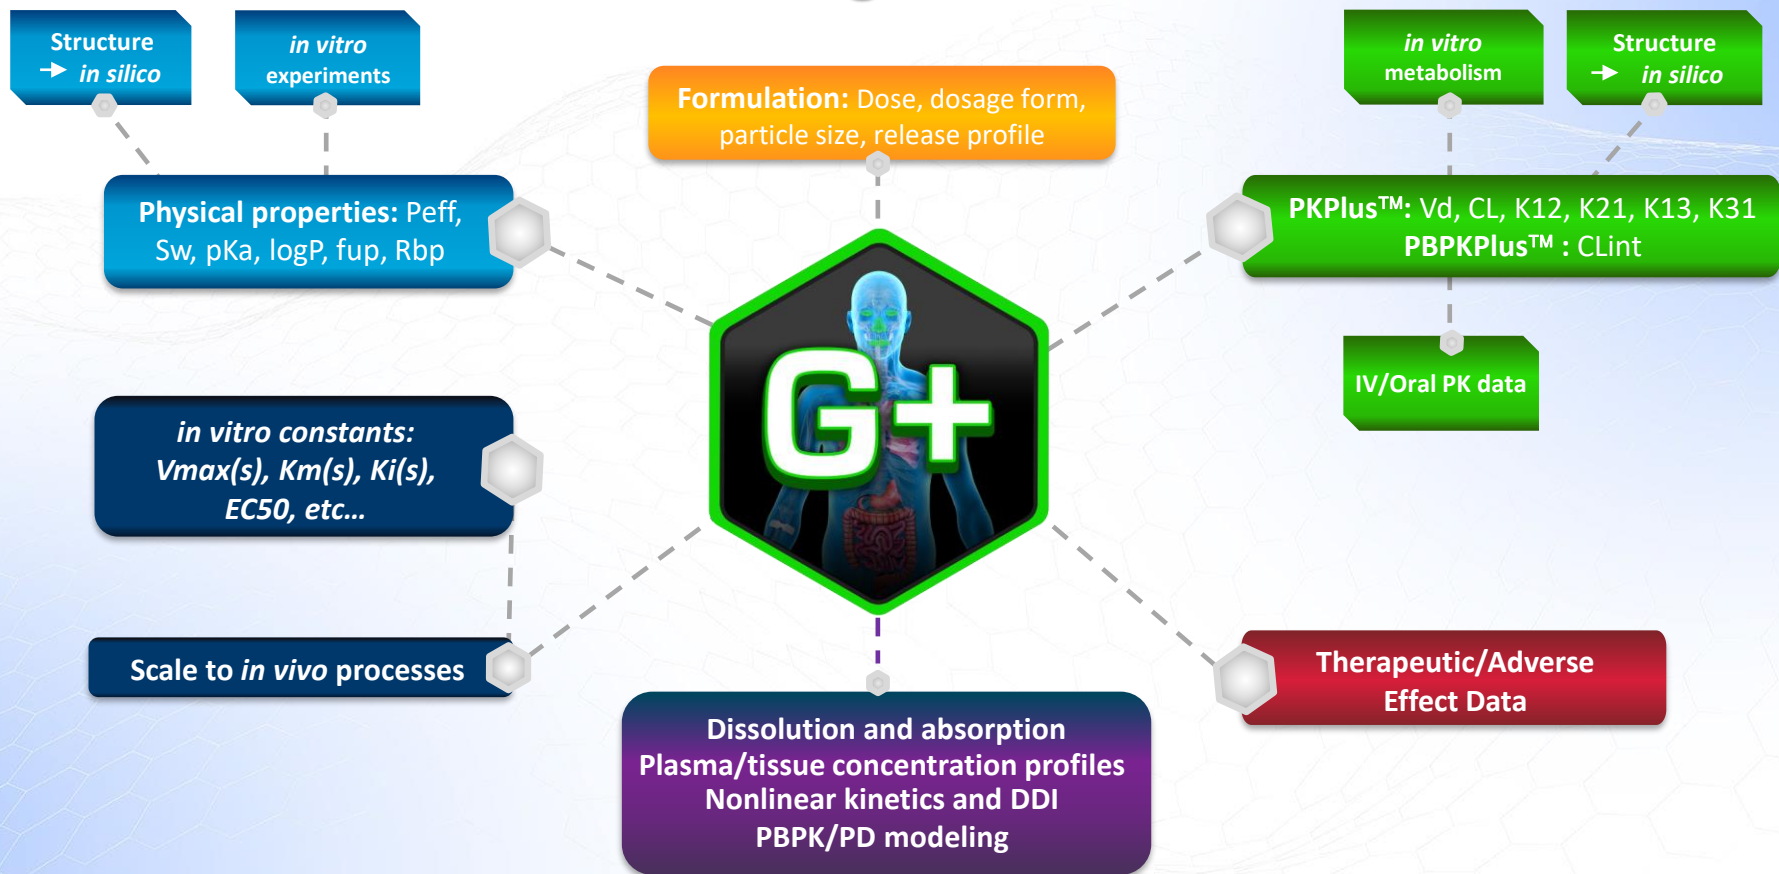 Structure
→ in silico
in vitro
experiments
Formulation: Dose, dosage form,
particle size, release profile
in vitro
metabolism
Structure
→ in silico
Physical properties: Peff,
Sw, pKa, logP, fup, Rbp
PKPlus™: Vd, CL, K12, K21, K13, K31
PBPKPlus™ : CLint
G+
IV/Oral PK data
in vitro constants:
Vmax(s), Km(s), Ki(s),
EC50, etc…
Scale to in vivo processes
Therapeutic/Adverse
Effect Data
Dissolution and absorption
Plasma/tissue concentration profiles
Nonlinear kinetics and DDI
PBPK/PD modeling